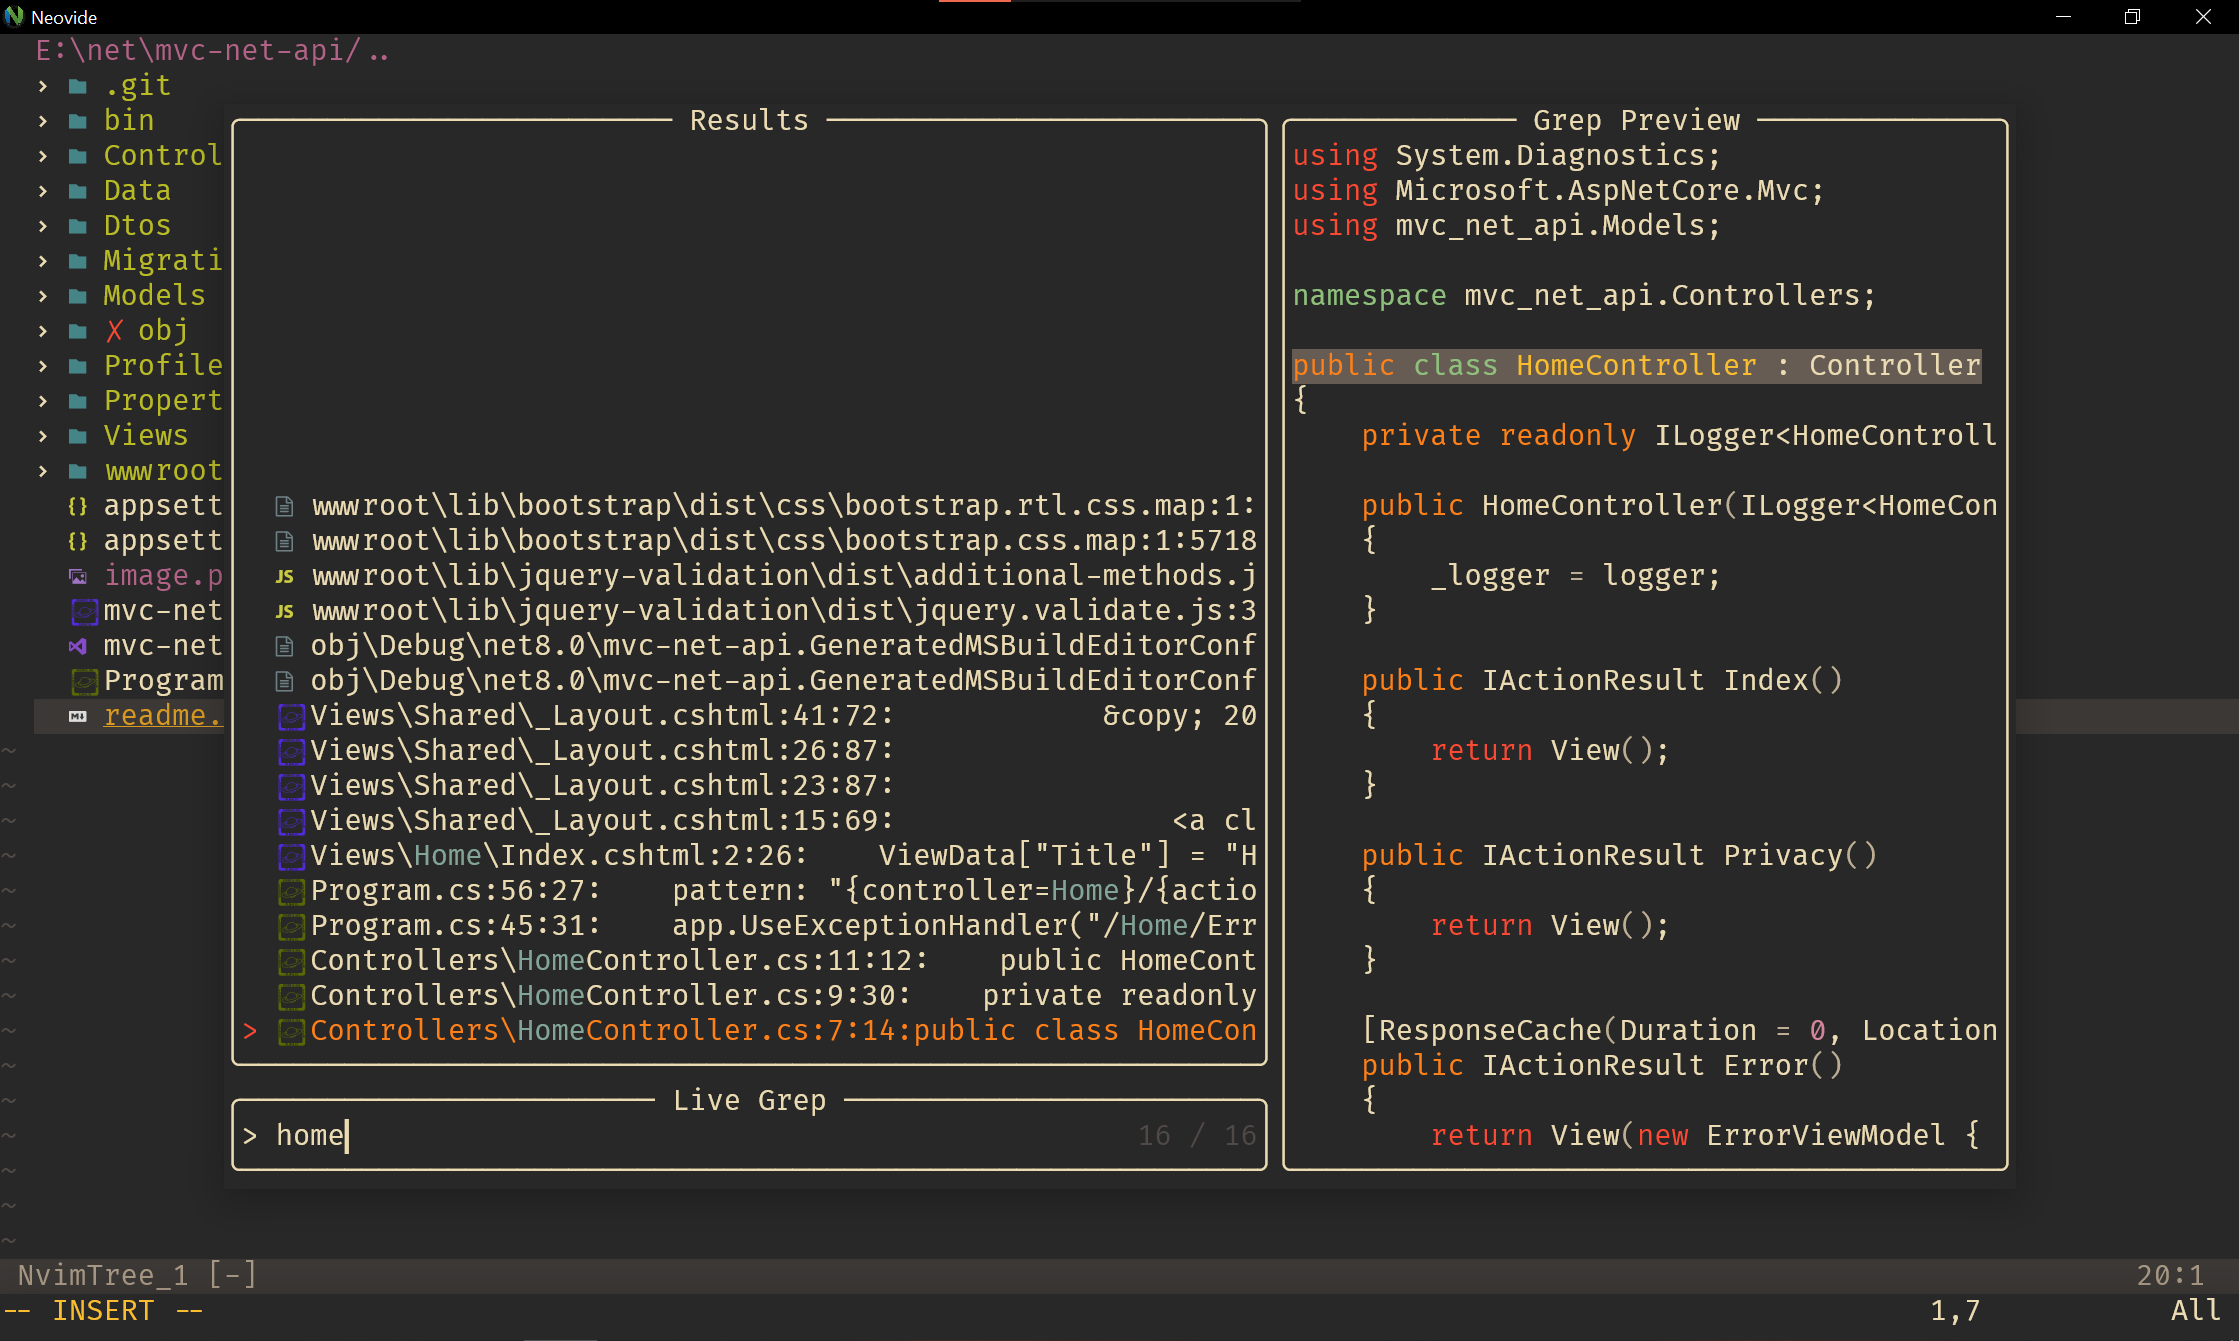 Neovide
E:\net\mvc-net-api/..
.git
bin
Control
Data
Dtos
Migrati
Models
✗ obj
Profile
Propert
Views
wwwroot
{} appsett
{} appsett
image.p
mvc-net
mvc-net
Program
readme.
Results
wwwroot\lib\bootstrap\dist\css\bootstrap.rtl.css.map:1:
wwwroot\lib\bootstrap\dist\css\bootstrap.css.map:1:5718
JS wwwroot\lib\jquery-validation\dist\additional-methods.j
JS wwwroot\lib\jquery-validation\dist\jquery.validate.js:3
obj\Debug\net8.0\mvc-net-api.GeneratedMSBuildEditorConf
obj\Debug\net8.0\mvc-net-api.GeneratedMSBuildEditorConf
Views\Shared\_Layout.cshtml:41:72: &copy; 20
Views\Shared\_Layout.cshtml:26:87:
Views\Shared\_Layout.cshtml:23:87:
Views\Shared\_Layout.cshtml:15:69: <a cl
Views\Home\Index.cshtml:2:26: ViewData["Title"] = "H
Program.cs:56:27: pattern: "{controller=Home}/{actio
Program.cs:45:31: app.UseExceptionHandler("/Home/Err
Controllers\HomeController.cs:11:12: public HomeCont
Controllers\HomeController.cs:9:30: private readonly
> Controllers\HomeController.cs:7:14:public class HomeCon
Live Grep
> home 16 / 16
Grep Preview
using System.Diagnostics;
using Microsoft.AspNetCore.Mvc;
using mvc_net_api.Models;
namespace mvc_net_api.Controllers;
public class HomeController : Controller
{
private readonly ILogger<HomeControll
public HomeController(ILogger<HomeCon
{
_logger = logger;
}
public IActionResult Index()
{
return View();
}
public IActionResult Privacy()
{
return View();
}
[ResponseCache(Duration = 0, Location
public IActionResult Error()
{
return View(new ErrorViewModel {
NvimTree_1 [-] 20:1
-- INSERT -- 1,7 All